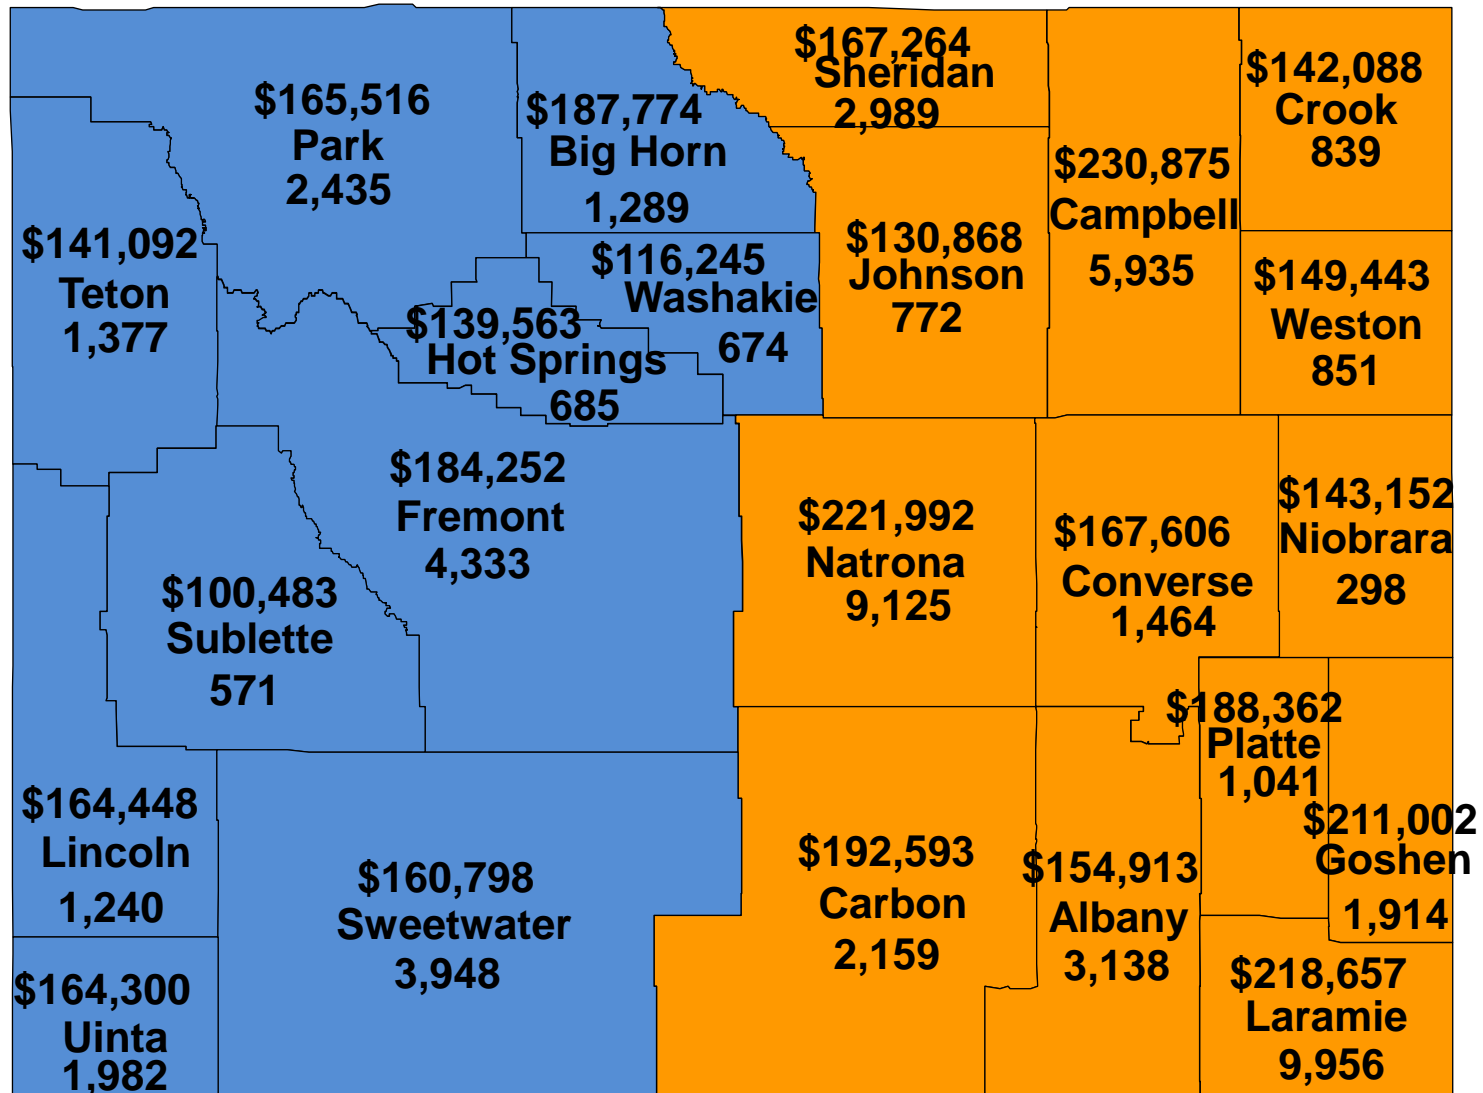 $165,516
Park
2,435
$187,774
Big Horn
1,289
$167,264
Sheridan
2,989
$142,088
Crook
839
$230,875
Campbell
5,935
$141,092
Teton
1,377
$116,245
Washakie
674
$130,868
Johnson
772
$149,443
Weston
851
$139,563
Hot Springs
685
$184,252
Fremont
4,333
$221,992
Natrona
9,125
$167,606
Converse
1,464
$143,152
Niobrara
298
$100,483
Sublette
571
$188,362
Platte
1,041
$164,448
Lincoln
1,240
$160,798
Sweetwater
3,948
$192,593
Carbon
2,159
$154,913
Albany
3,138
$211,002
Goshen
1,914
$164,300
Uinta
1,982
$218,657
Laramie
9,956